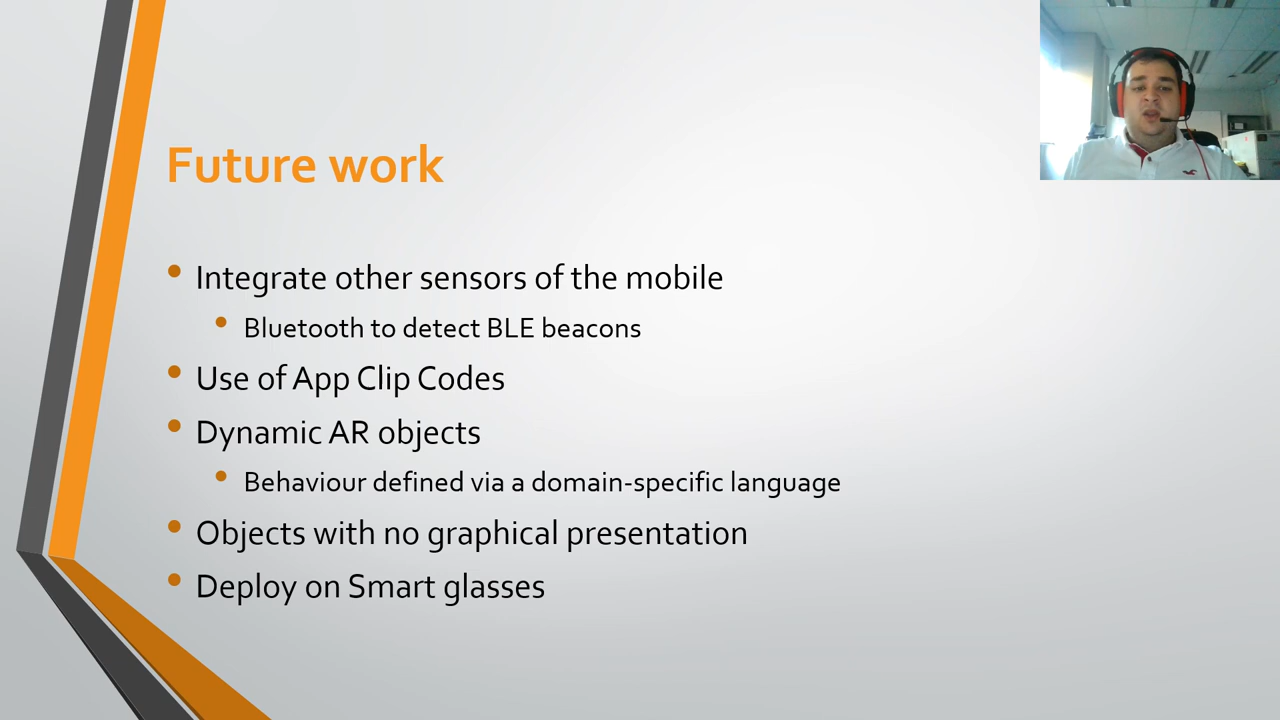 Future work
Integrate other sensors of the mobile
Bluetooth to detect BLE beacons
Use of App Clip Codes
Dynamic AR objects
Behaviour defined via a domain-specific language
Objects with no graphical presentation
Deploy on Smart glasses